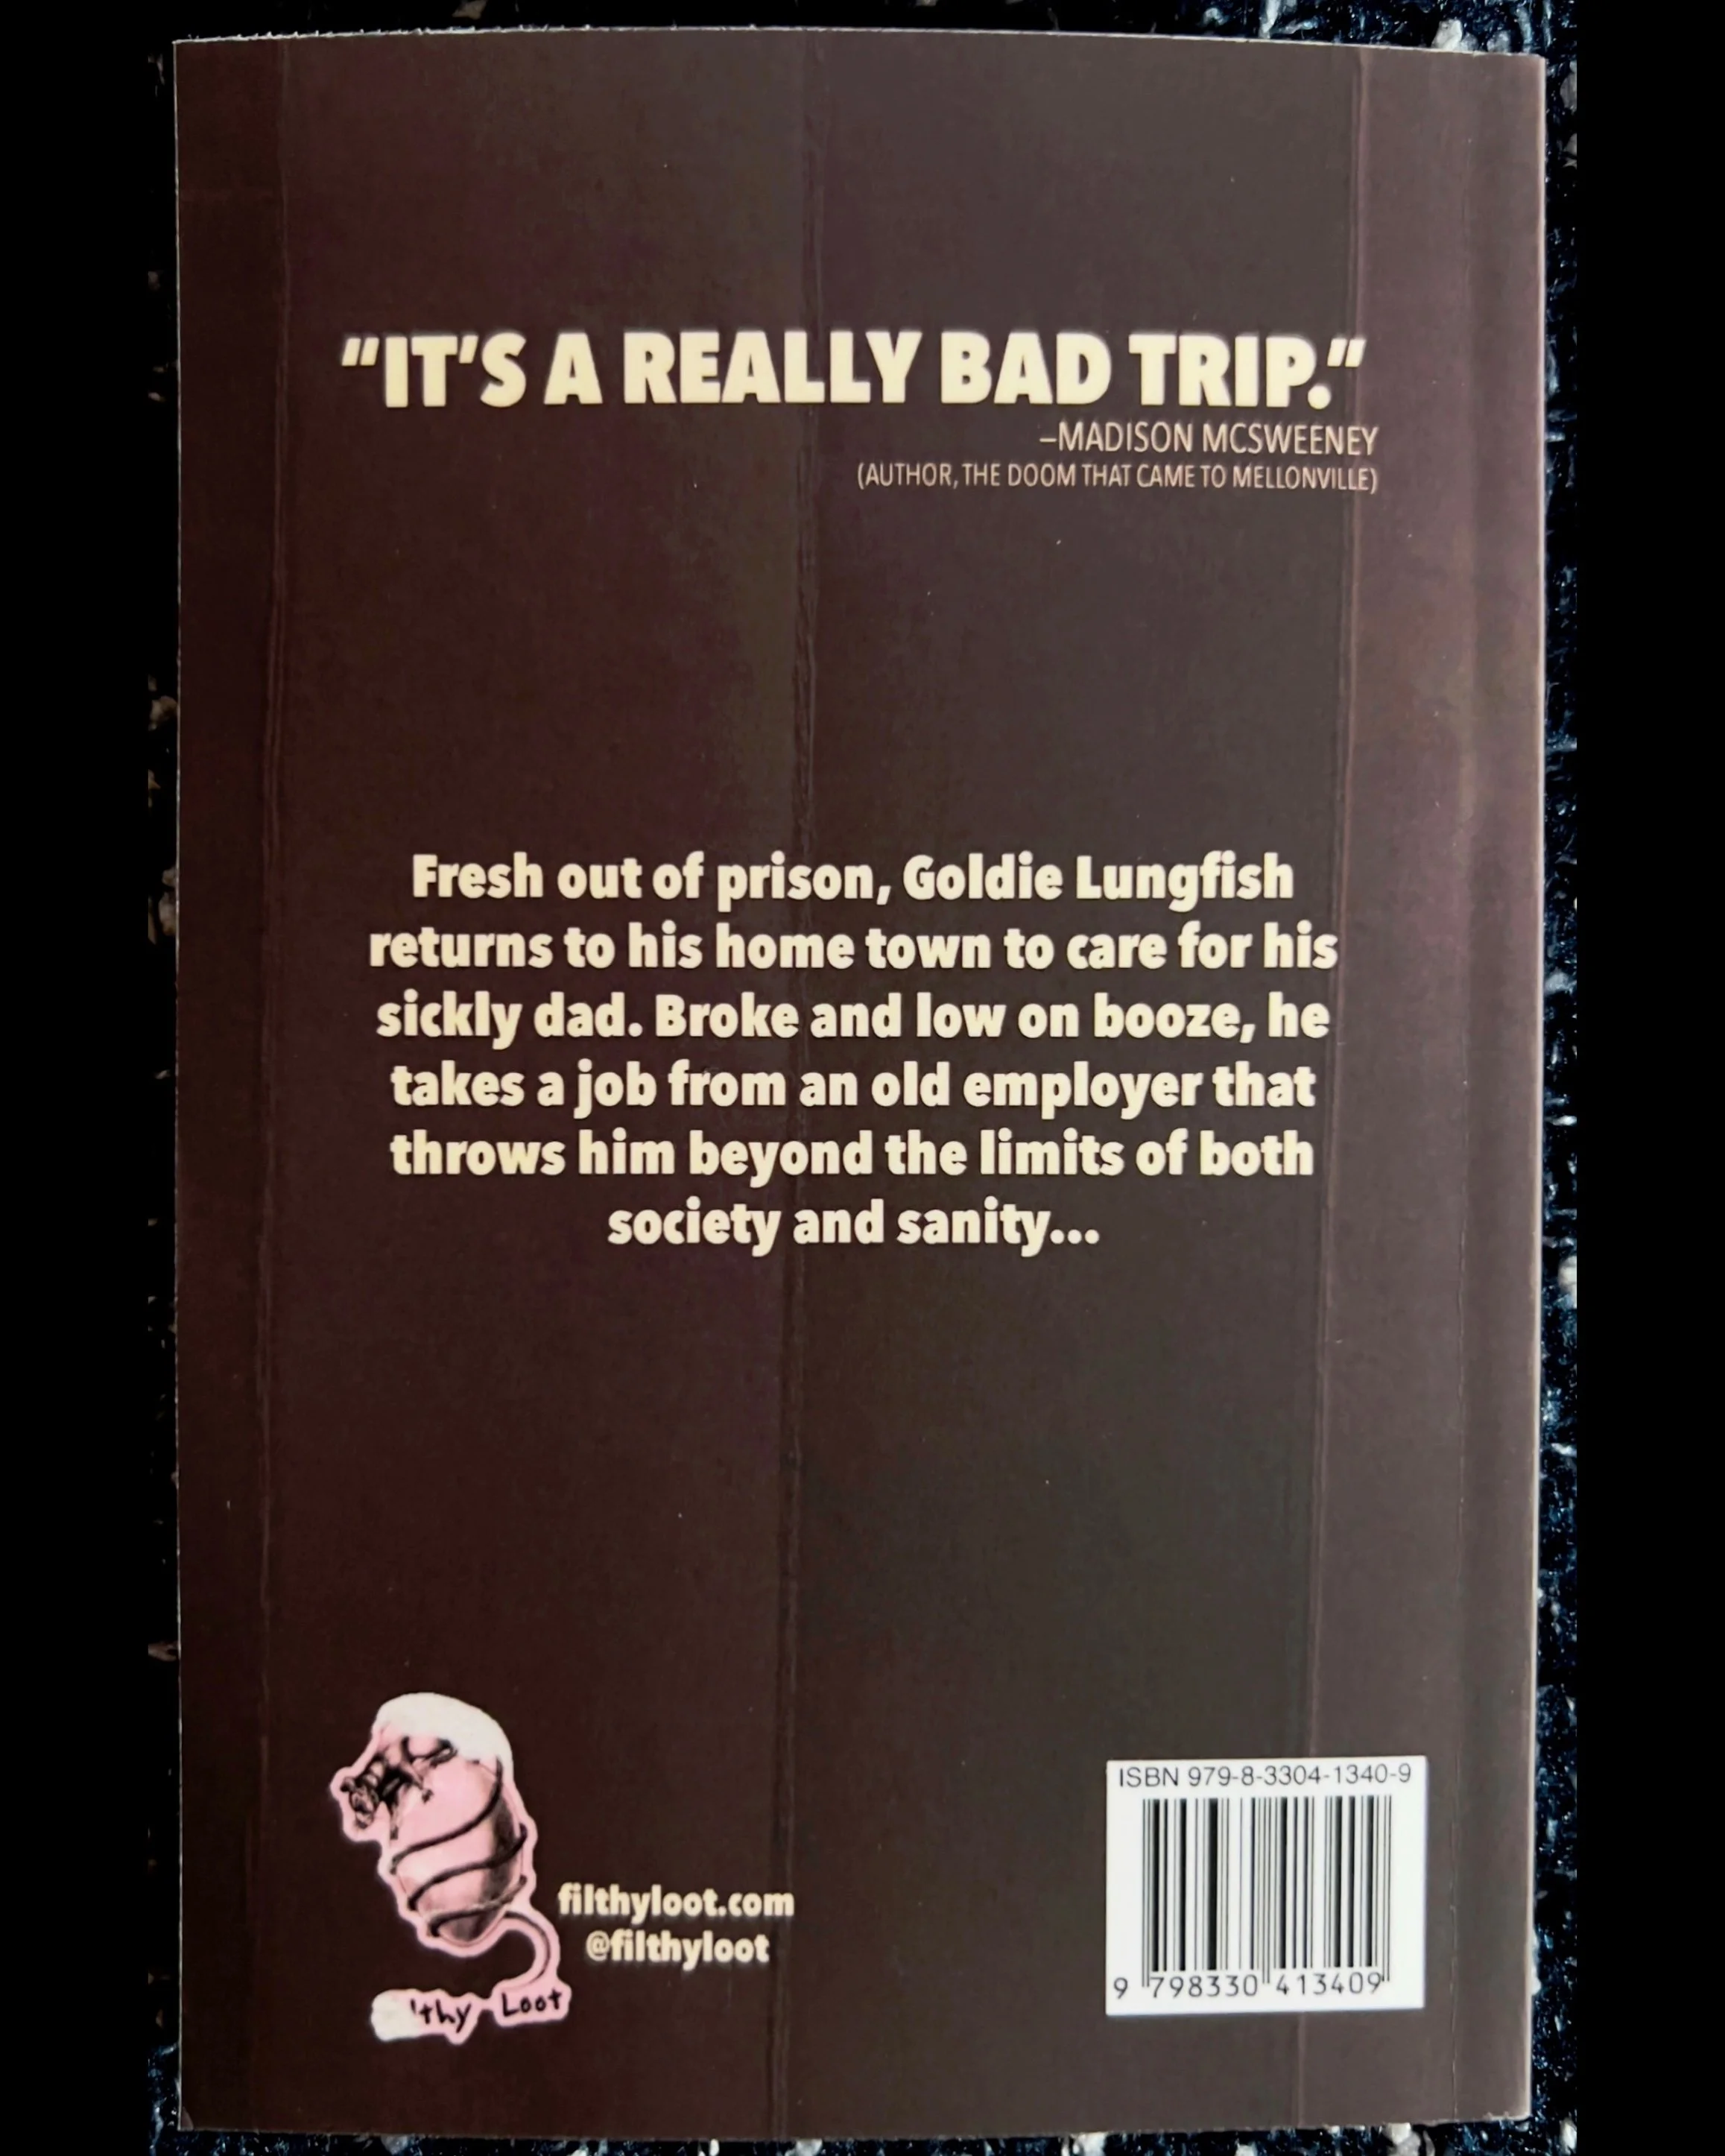 "IT'S A REALLY BAD TRIP."
–MADISON MCSWEENEY
(AUTHOR, THE DOOM THAT CAME TO MELLONVILLE)
Fresh out of prison, Goldie Lungfish
returns to his home town to care for his
sickly dad. Broke and low on booze, he
takes a job from an old employer that
throws him beyond the limits of both
society and sanity...
filthyloot.com
@filthyloot
'thy Loot
ISBN 979-8-3304-1340-9
9 798330 413409